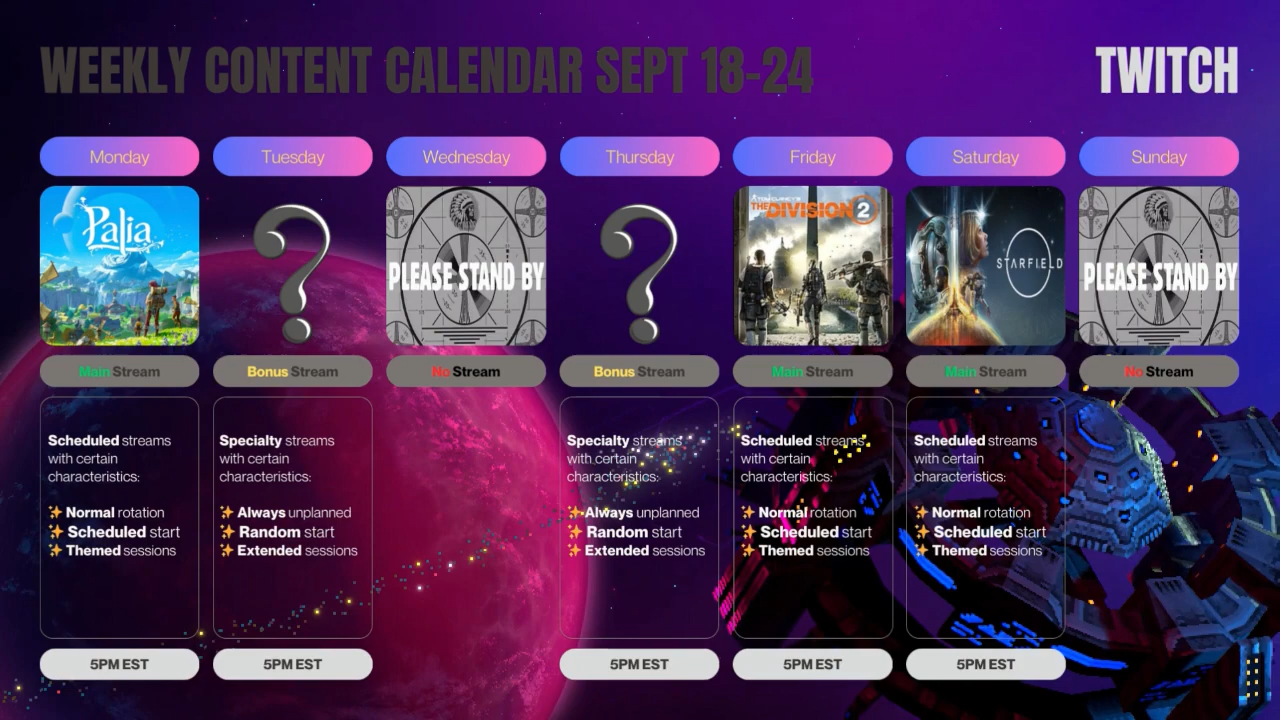 WEEKLY CONTENT CALENDAR SEPT 18-24
TWITCH
Monday
Tuesday
Wednesday
Thursday
Friday
Saturday
Sunday
Palia
PLEASE STAND BY
TOM CLANCY'S
THE DIVISION 2
STARFIELD
PLEASE STAND BY
Main Stream
Bonus Stream
No Stream
Bonus Stream
Main Stream
Main Stream
No Stream
Scheduled streams
with certain
characteristics:
✨ Normal rotation
✨ Scheduled start
✨ Themed sessions
Specialty streams
with certain
characteristics:
✨ Always unplanned
✨ Random start
✨ Extended sessions
Specialty streams
with certain
characteristics:
✨ Always unplanned
✨ Random start
✨ Extended sessions
Scheduled streams
with certain
characteristics:
✨ Normal rotation
✨ Scheduled start
✨ Themed sessions
Scheduled streams
with certain
characteristics:
✨ Normal rotation
✨ Scheduled start
✨ Themed sessions
5PM EST
5PM EST
5PM EST
5PM EST
5PM EST